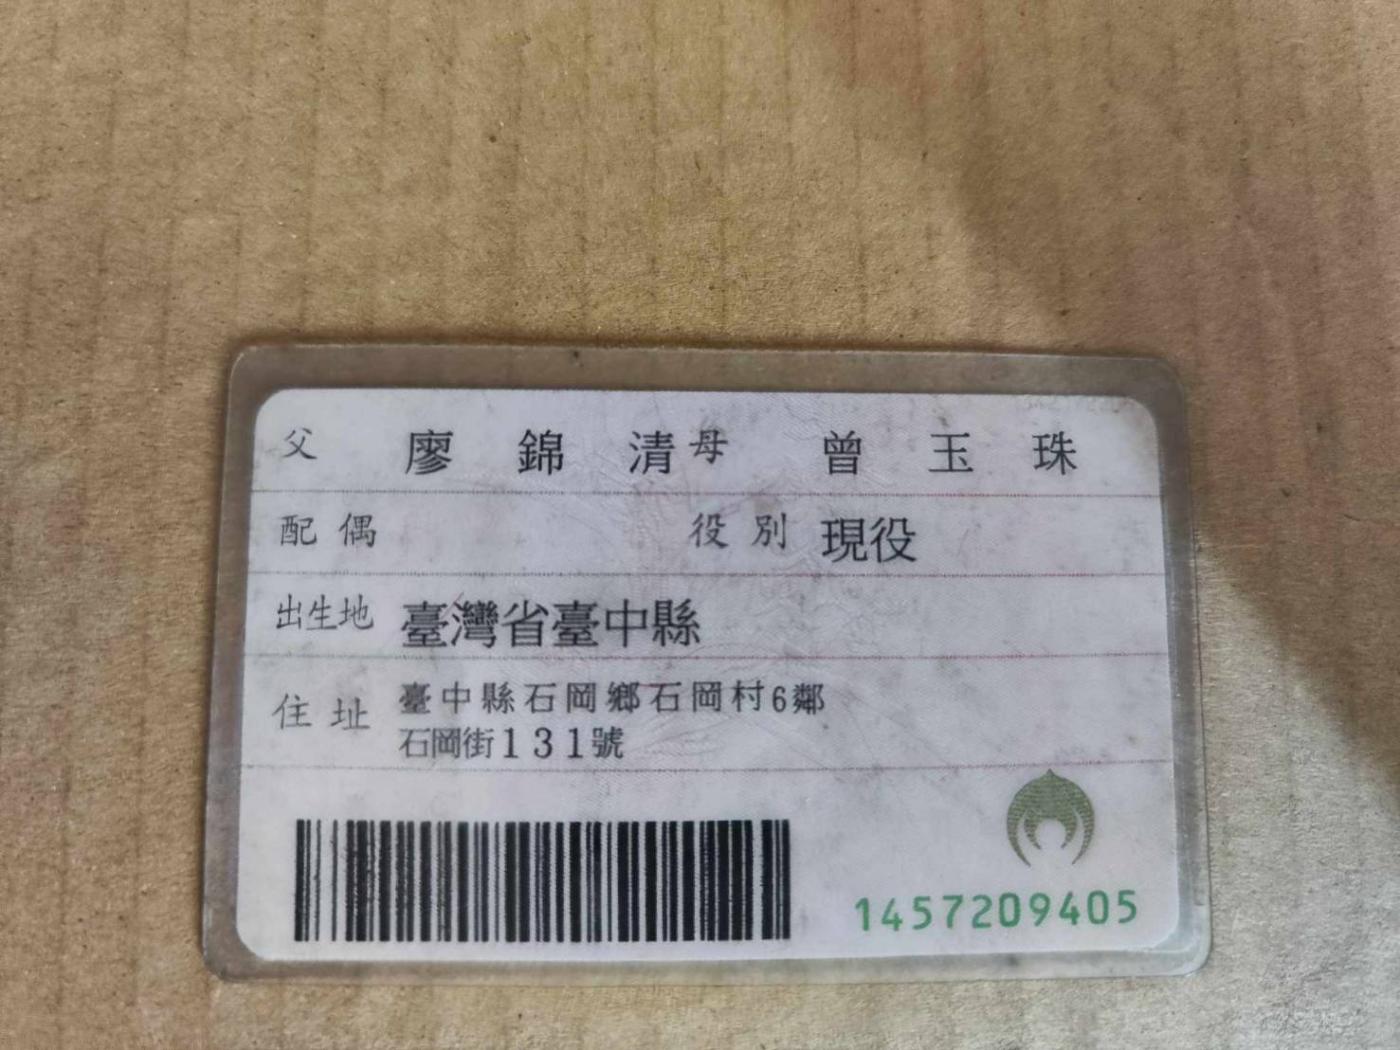 父 廖錦清 母 曾玉珠
配偶 役別 現役
出生地 臺灣省臺中縣
住址 臺中縣石岡鄉石岡村6鄰
石岡街131號
1457209405